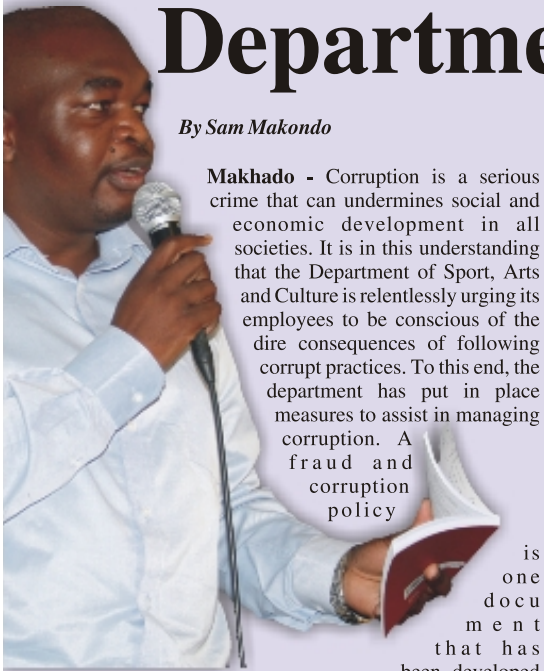 Departme
By Sam Makondo
Makhado - Corruption is a serious
crime that can undermines social and
economic development in all
societies. It is in this understanding
that the Department of Sport, Arts
and Culture is relentlessly urging its
employees to be conscious of the
dire consequences of following
corrupt practices. To this end, the
department has put in place
measures to assist in managing
corruption. A
fraud and
corruption
policy
is
one
docu
ment
that has
been developed